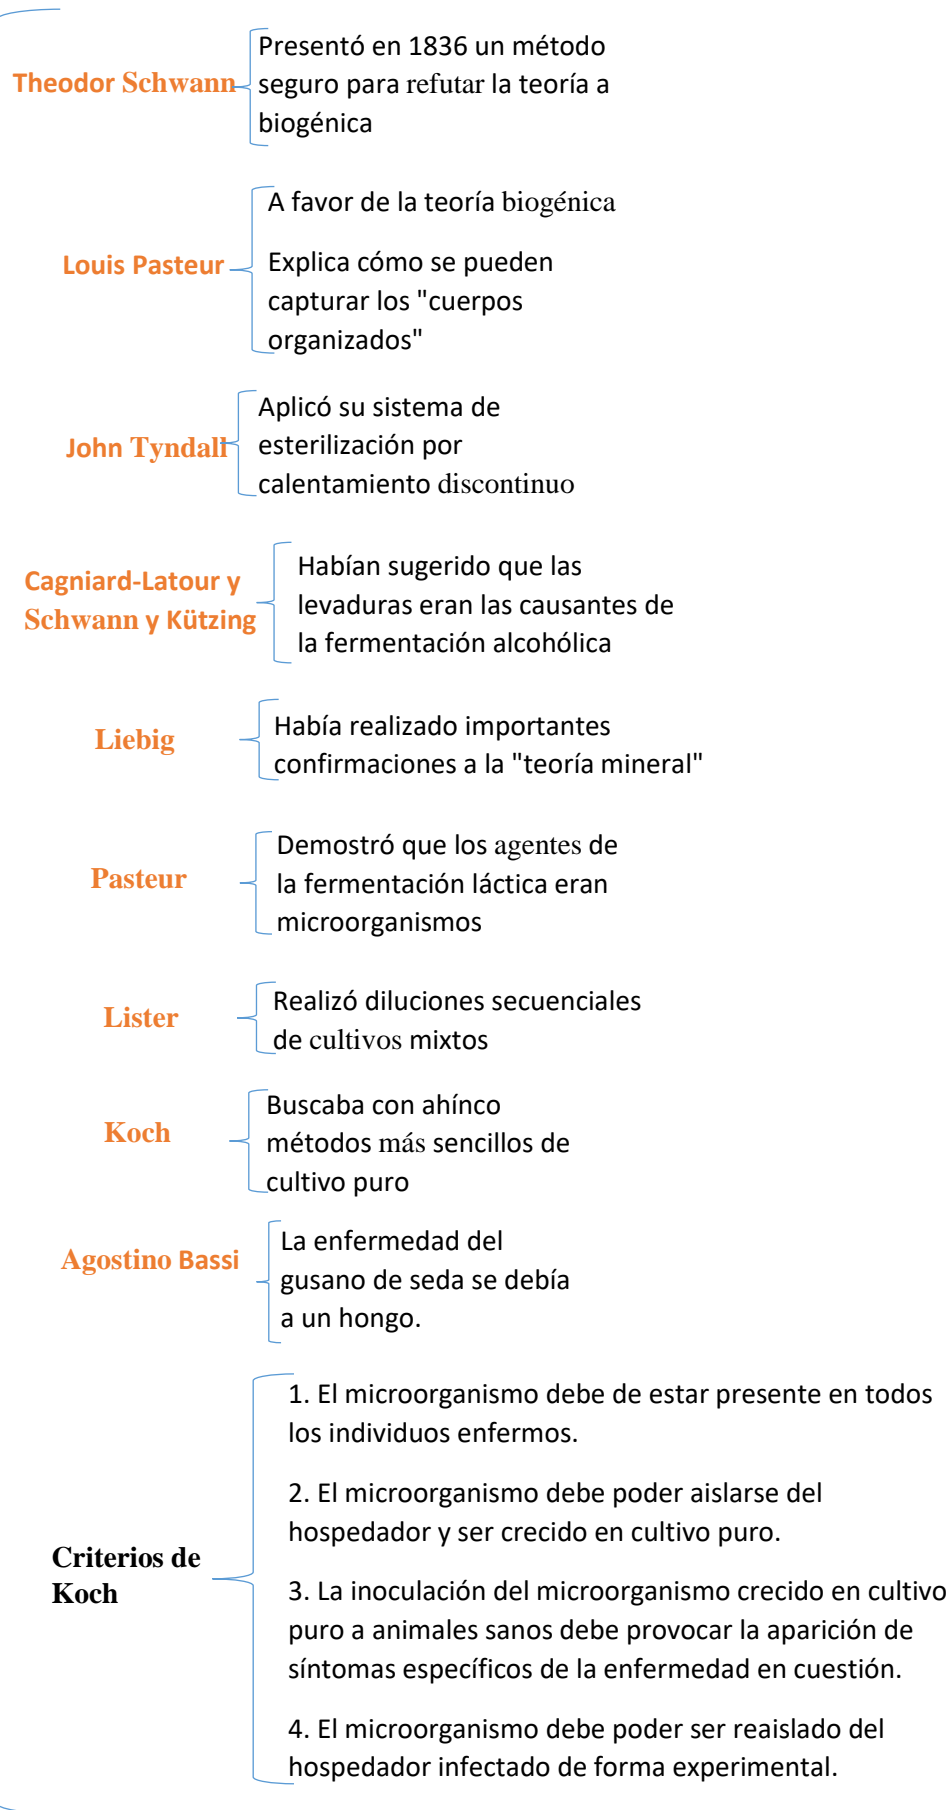 Theodor Schwann
Presentó en 1836 un método
seguro para refutar la teoría a
biogénica
Louis Pasteur
A favor de la teoría biogénica
Explica cómo se pueden
capturar los "cuerpos
organizados"
John Tyndall
Aplicó su sistema de
esterilización por
calentamiento discontinuo
Cagniard-Latour y
Schwann y Kützing
Habían sugerido que las
levaduras eran las causantes de
la fermentación alcohólica
Liebig
Había realizado importantes
confirmaciones a la "teoría mineral"
Pasteur
Demostró que los agentes de
la fermentación láctica eran
microorganismos
Lister
Realizó diluciones secuenciales
de cultivos mixtos
Koch
Buscaba con ahínco
métodos más sencillos de
cultivo puro
Agostino Bassi
La enfermedad del
gusano de seda se debía
a un hongo.
Criterios de
Koch
1. El microorganismo debe de estar presente en todos
los individuos enfermos.
2. El microorganismo debe poder aislarse del
hospedador y ser crecido en cultivo puro.
3. La inoculación del microorganismo crecido en cultivo
puro a animales sanos debe provocar la aparición de
síntomas específicos de la enfermedad en cuestión.
4. El microorganismo debe poder ser reaislado del
hospedador infectado de forma experimental.